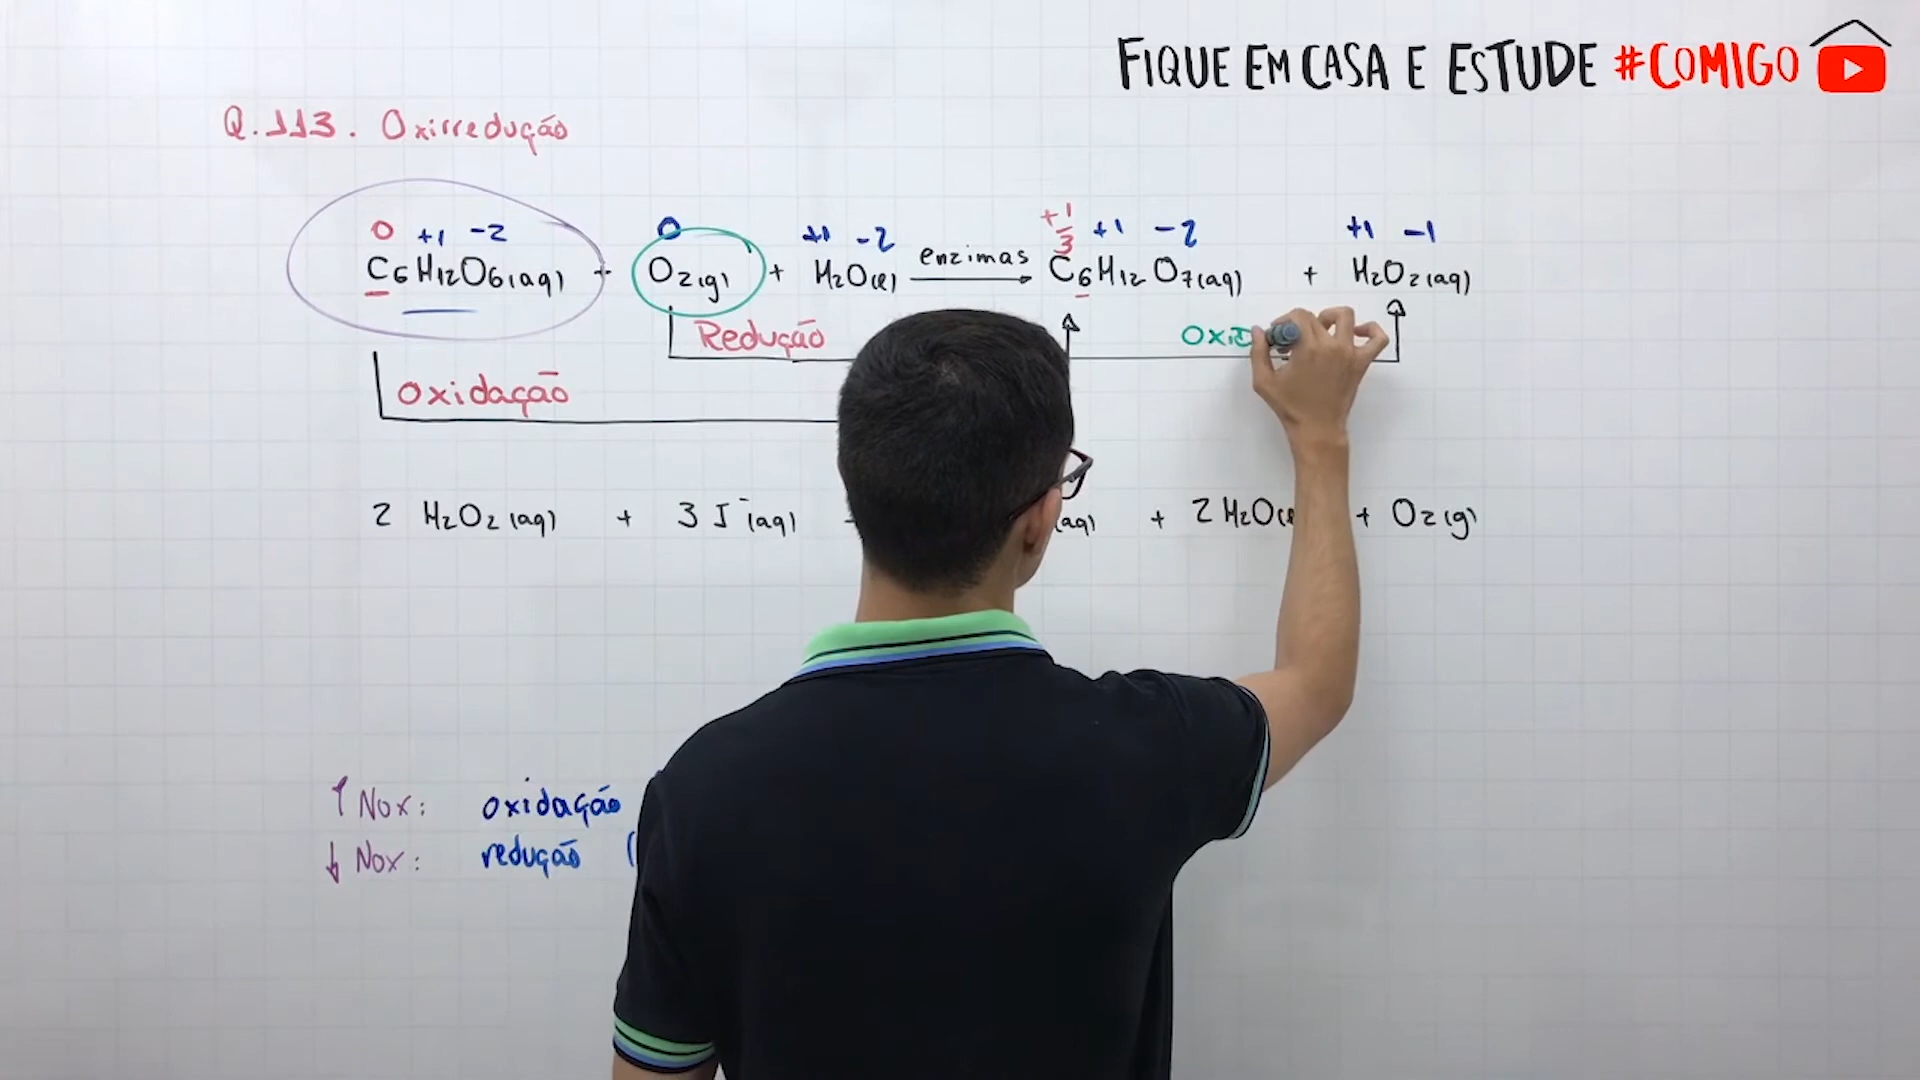 FIQUE EM CASA E ESTUDE #COMIGO
Q.113. Oxirredução
0 +1 -2 0 +1 -2 +1/3 +1 -2 +1 -1
C6H12O6(aq) + O2(g) + H2O(l) enzimas → C6H12O7(aq) + H2O2(aq)
Redução
Oxidação
2 H2O2(aq) + 3 I⁻(aq) (aq) + 2 H2O + O2(g)
↑ Nox: oxidação
↓ Nox: redução (